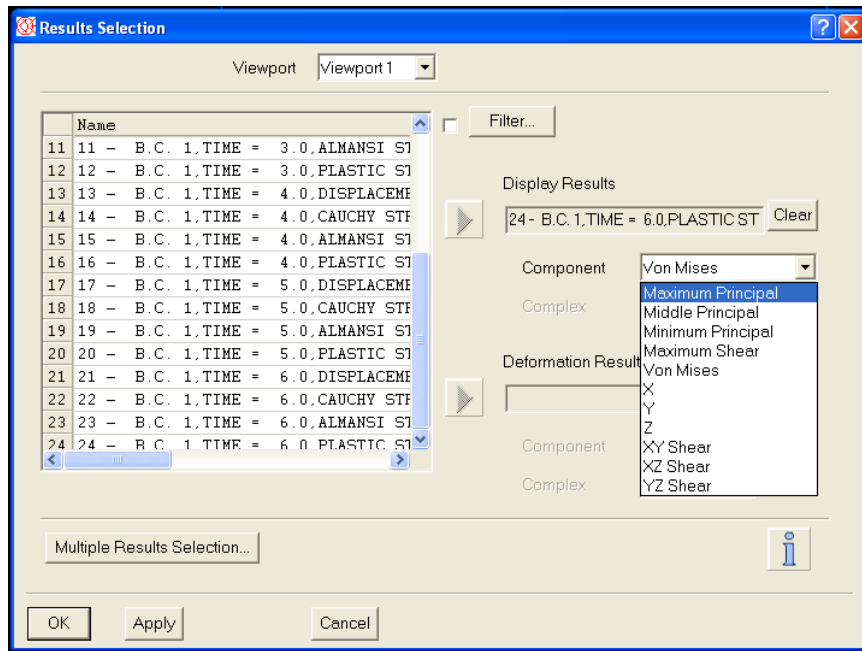 Results Selection
Viewport Viewport 1
Name
11 11 - B.C. 1,TIME = 3.0,ALMANSI ST
12 12 - B.C. 1,TIME = 3.0,PLASTIC ST
13 13 - B.C. 1,TIME = 4.0,DISPLACEME
14 14 - B.C. 1,TIME = 4.0,CAUCHY STR
15 15 - B.C. 1,TIME = 4.0,ALMANSI ST
16 16 - B.C. 1,TIME = 4.0,PLASTIC ST
17 17 - B.C. 1,TIME = 5.0,DISPLACEME
18 18 - B.C. 1,TIME = 5.0,CAUCHY STR
19 19 - B.C. 1,TIME = 5.0,ALMANSI ST
20 20 - B.C. 1,TIME = 5.0,PLASTIC ST
21 21 - B.C. 1,TIME = 6.0,DISPLACEME
22 22 - B.C. 1,TIME = 6.0,CAUCHY STR
23 23 - B.C. 1,TIME = 6.0,ALMANSI ST
24 24 - B.C. 1,TIME = 6.0,PLASTIC ST
Filter...
Display Results
24 - B.C. 1,TIME = 6.0,PLASTIC ST Clear
Component Von Mises
Complex
Maximum Principal
Middle Principal
Minimum Principal
Maximum Shear
Von Mises
X
Y
Z
XY Shear
XZ Shear
YZ Shear
Deformation Result
Component
Complex
Multiple Results Selection...
i
OK Apply Cancel